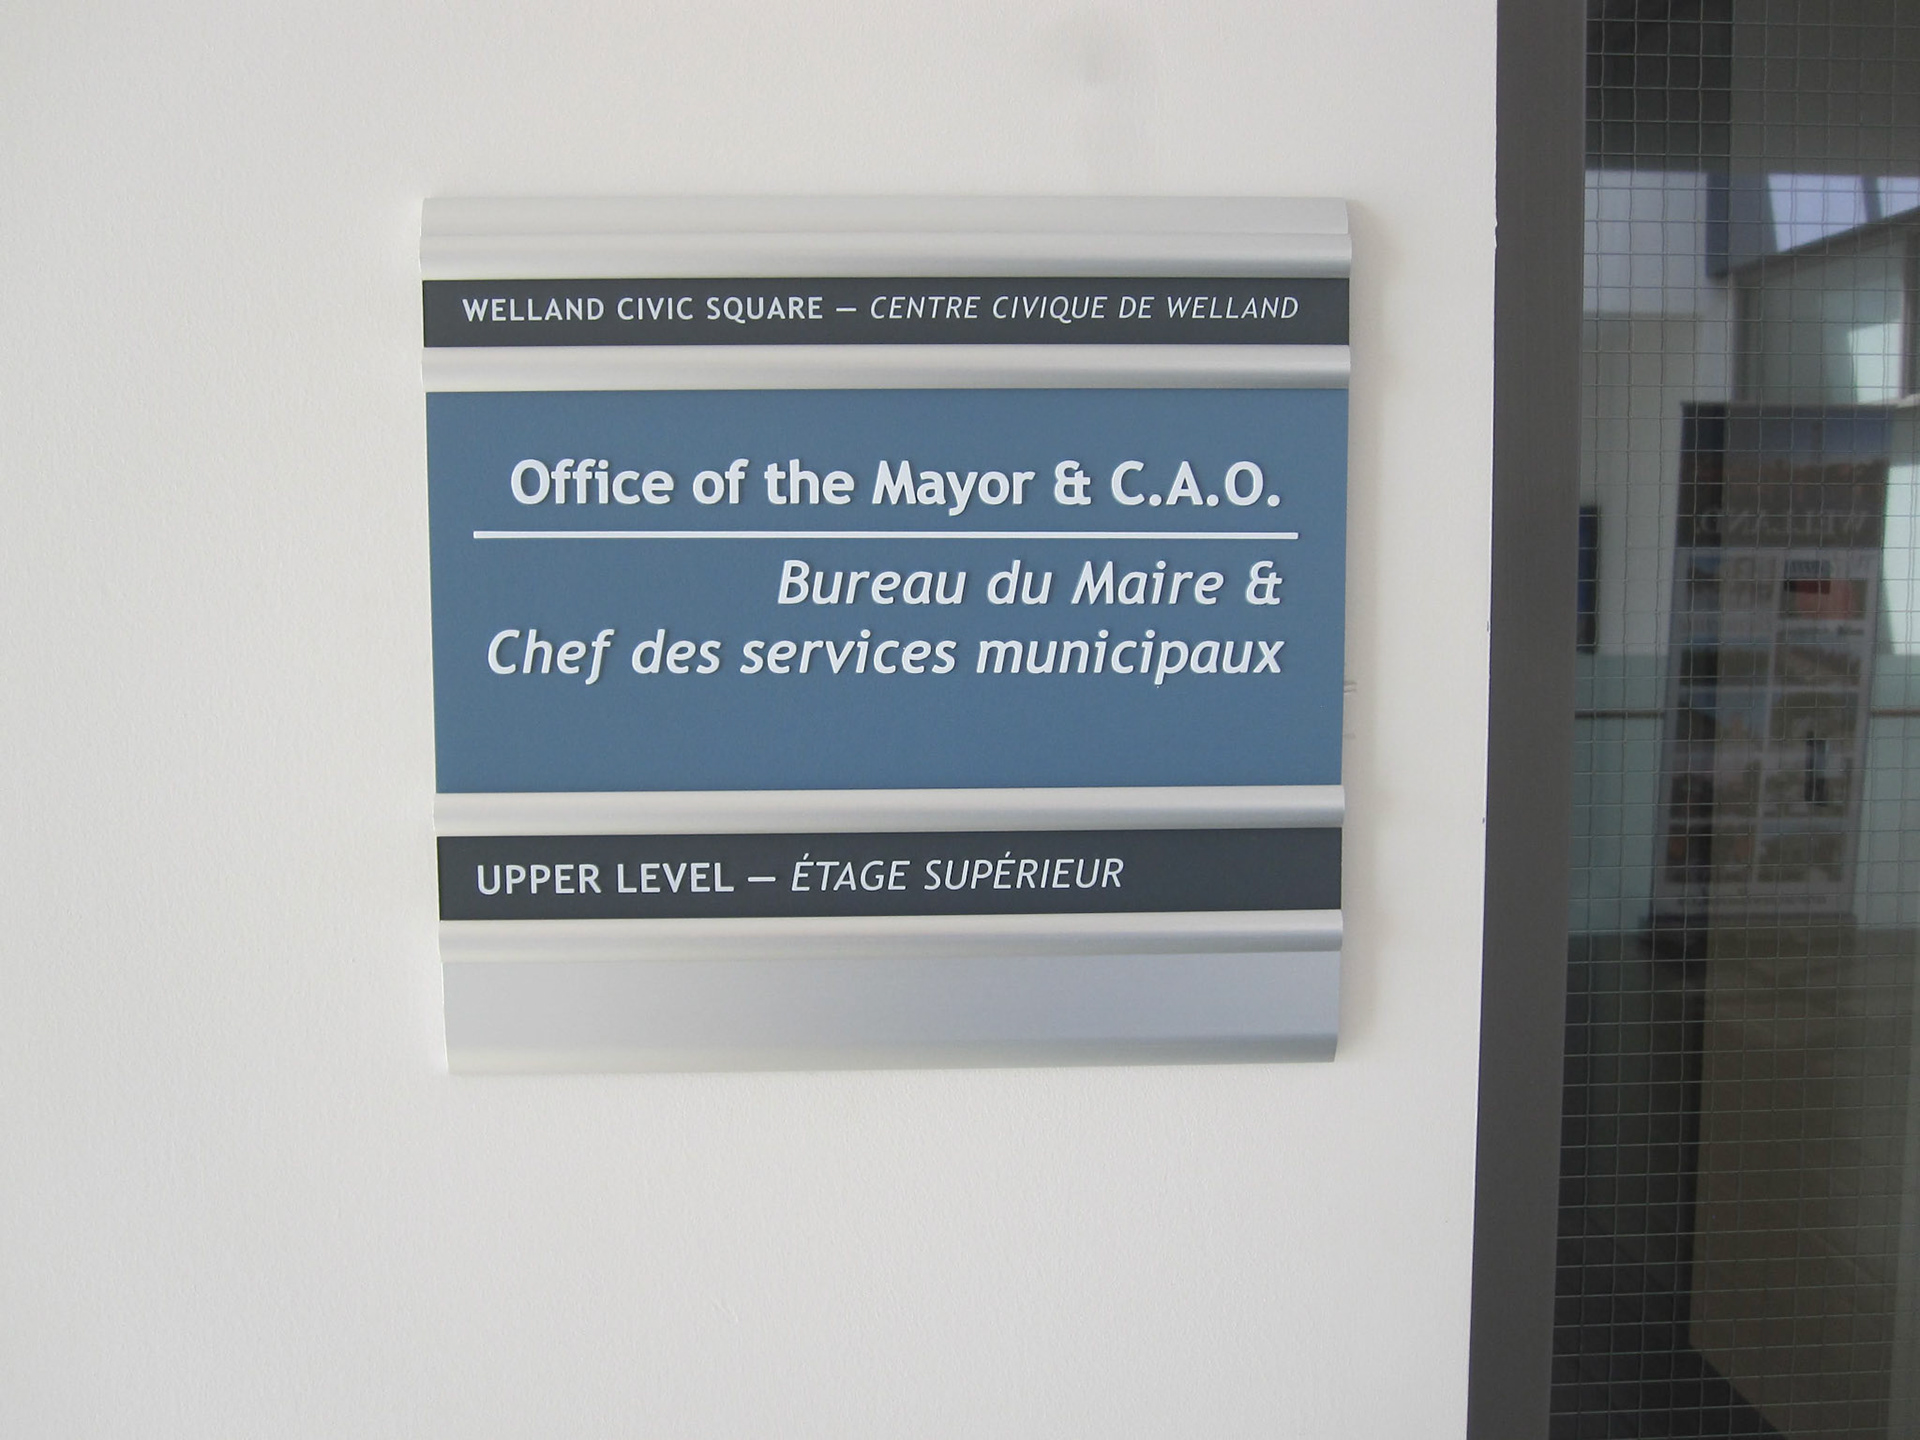 WELLAND CIVIC SQUARE — CENTRE CIVIQUE DE WELLAND
Office of the Mayor & C.A.O.
Bureau du Maire &
Chef des services municipaux
UPPER LEVEL — ÉTAGE SUPÉRIEUR
WELLAND